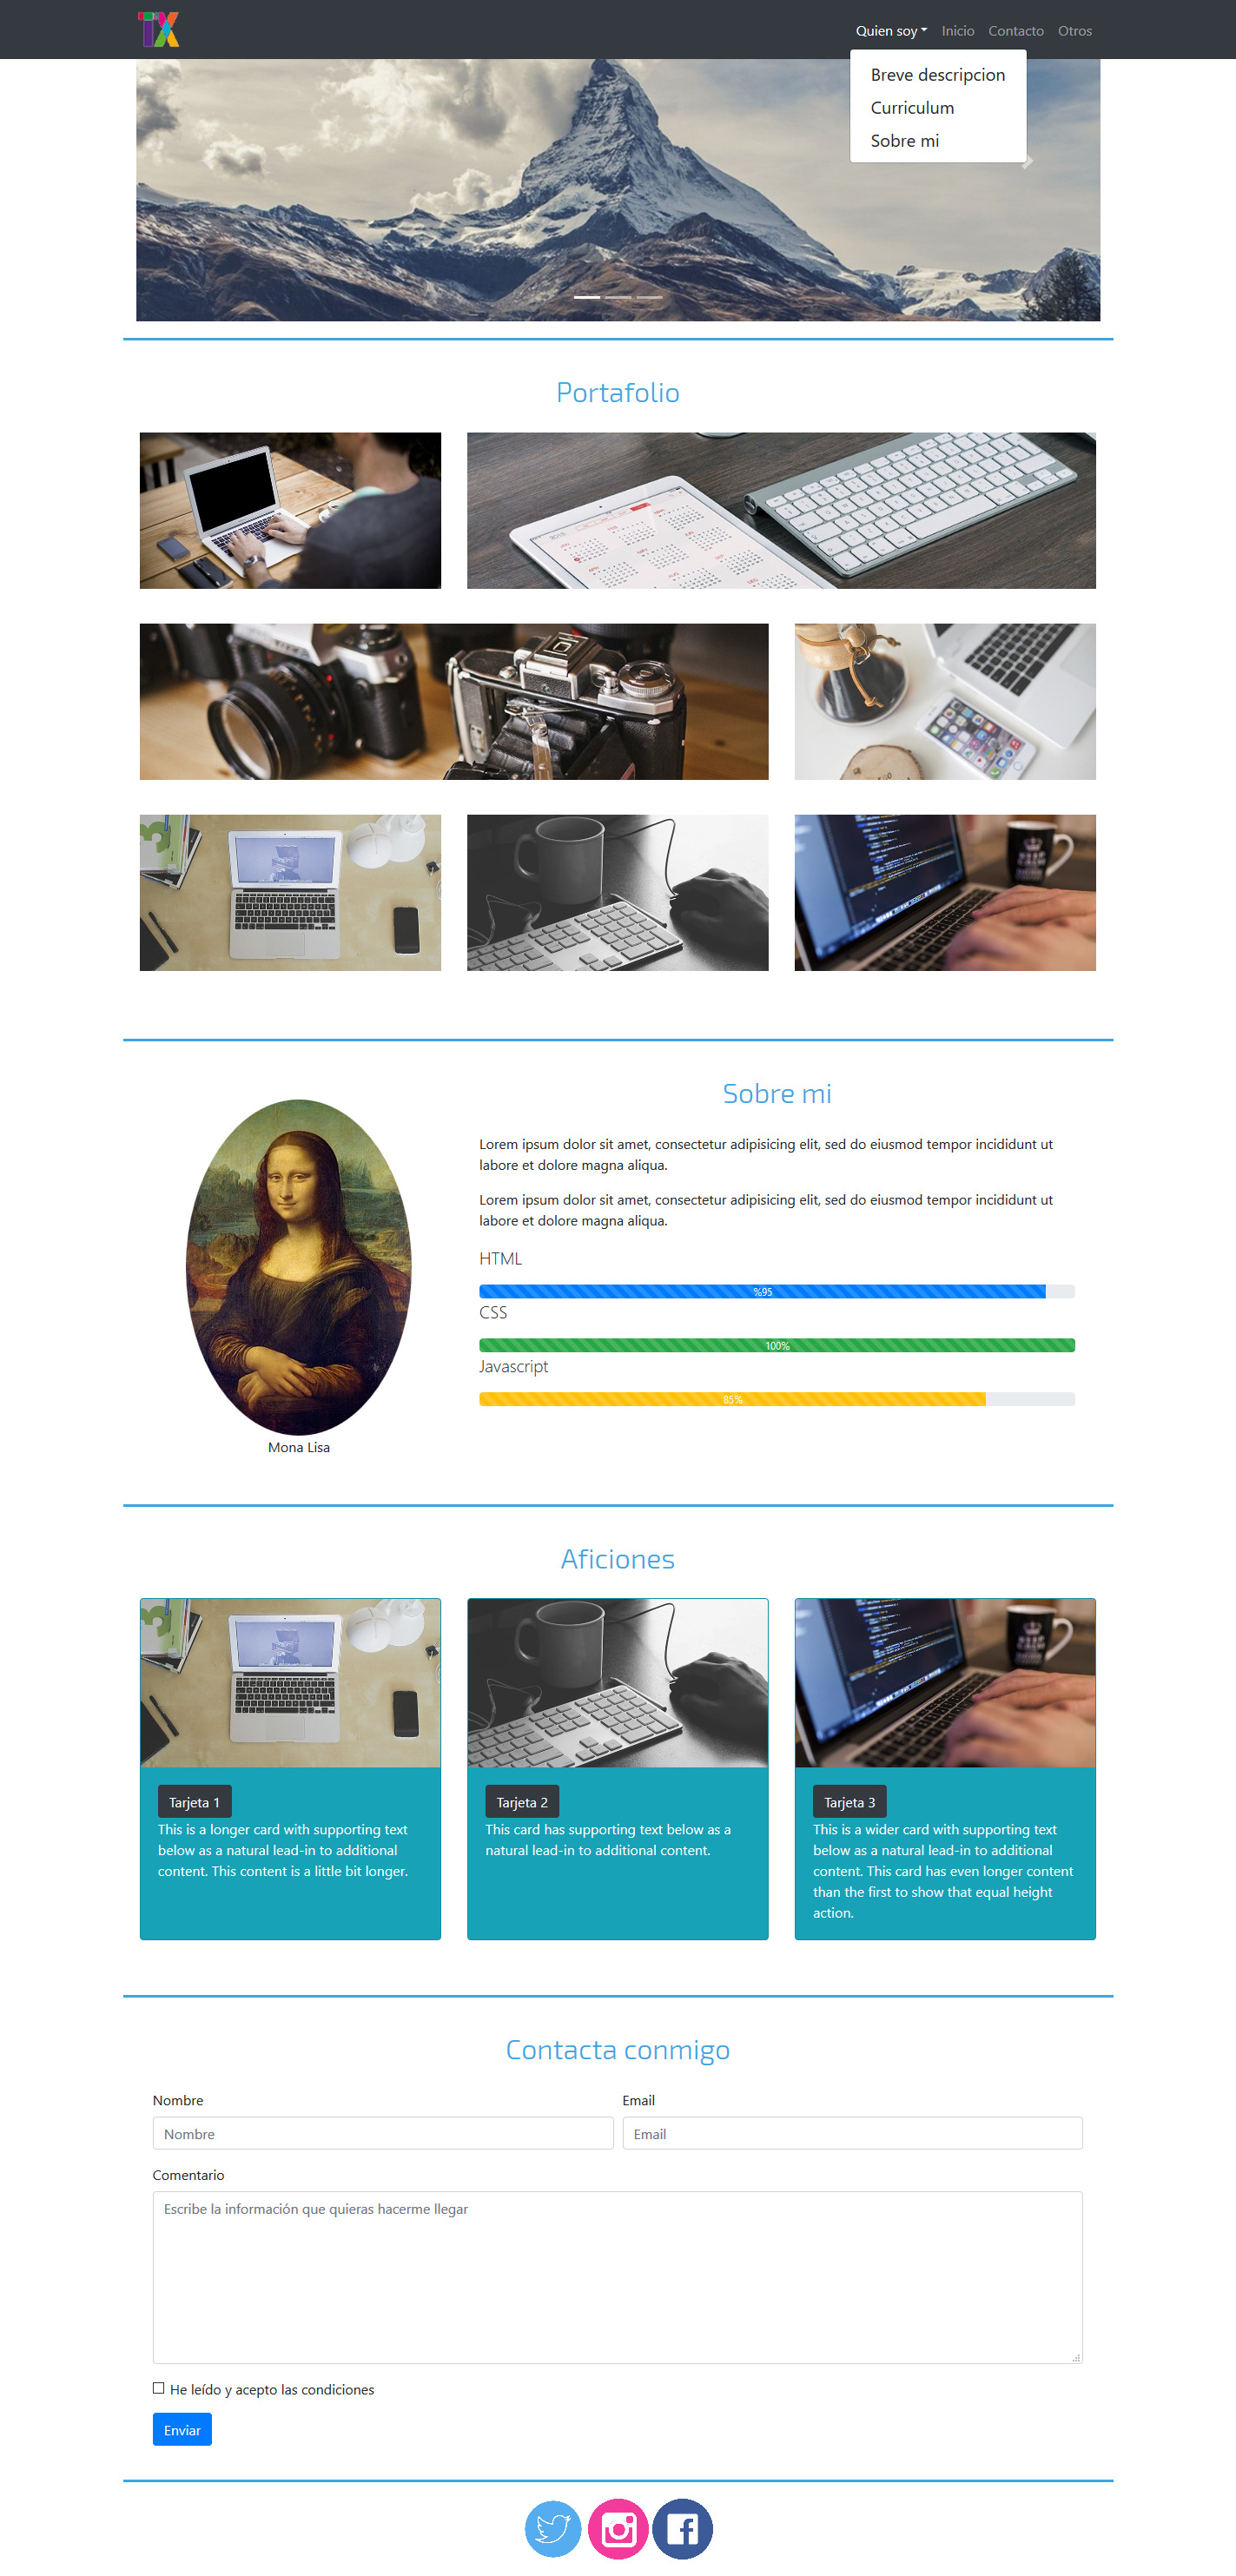 TX
Quien soy
Inicio
Contacto
Otros
Breve descripcion
Curriculum
Sobre mi
Portafolio
Sobre mi
Lorem ipsum dolor sit amet, consectetur adipisicing elit, sed do eiusmod tempor incididunt ut
labore et dolore magna aliqua.
Lorem ipsum dolor sit amet, consectetur adipisicing elit, sed do eiusmod tempor incididunt ut
labore et dolore magna aliqua.
HTML
%95
CSS
100%
Javascript
85%
Mona Lisa
Aficiones
Tarjeta 1
This is a longer card with supporting text
below as a natural lead-in to additional
content. This content is a little bit longer.
Tarjeta 2
This card has supporting text below as a
natural lead-in to additional content.
Tarjeta 3
This is a wider card with supporting text
below as a natural lead-in to additional
content. This card has even longer content
than the first to show that equal height
action.
Contacta conmigo
Nombre
Email
Nombre
Email
Comentario
Escribe la información que quieras hacerme llegar
He leído y acepto las condiciones
Enviar